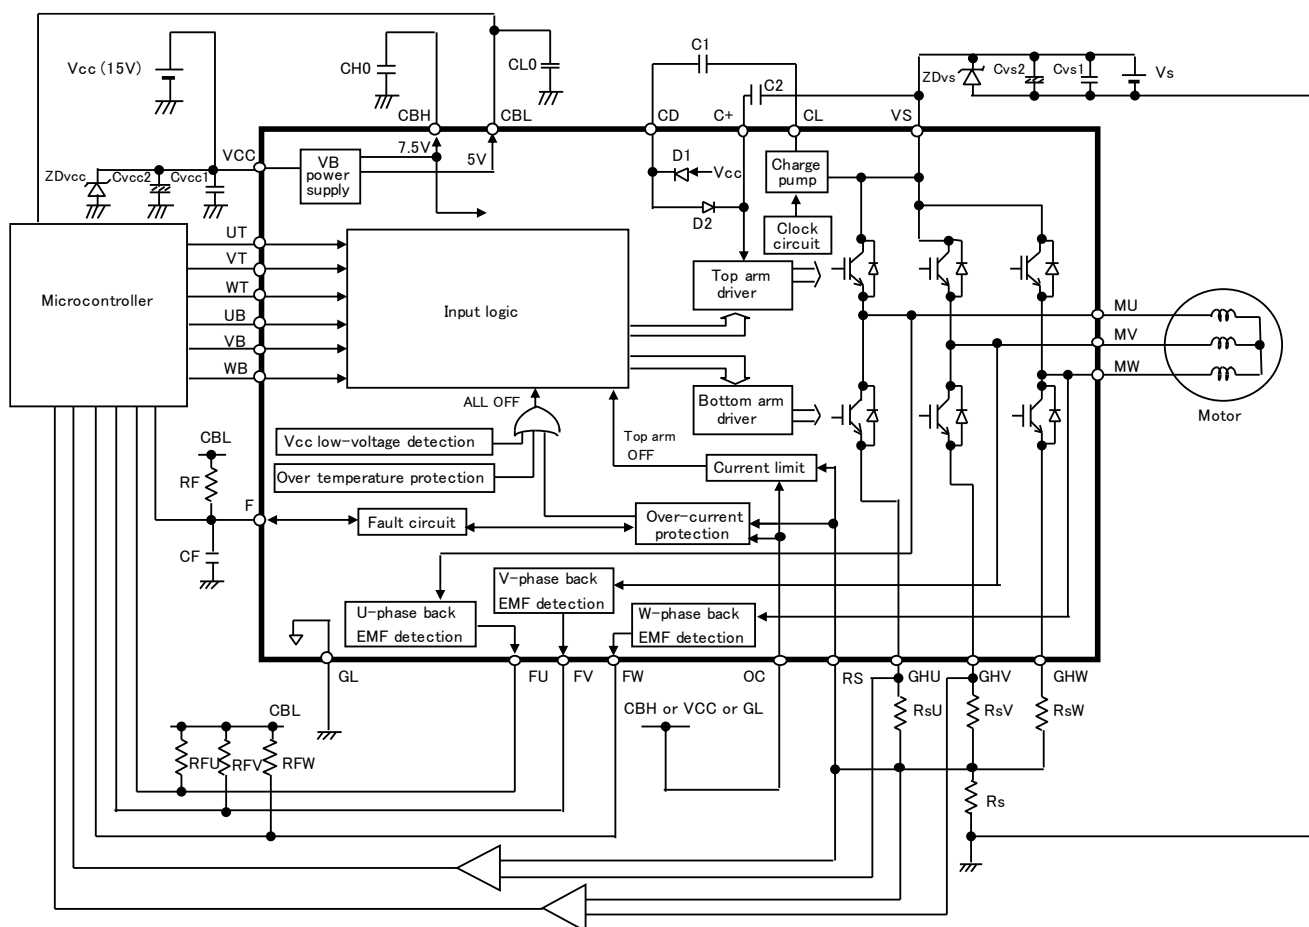 C1
Vcc (15V)
CH0
CL0
C2
ZDvs
Cvs2
Cvs1
Vs
CBH
CBL
CD
C+
CL
VS
VCC
7.5V
5V
VB
power
supply
D1
Vcc
Charge
pump
ZDvcc
Cvcc2
Cvcc1
D2
Clock
circuit
UT
VT
WT
UB
VB
WB
Microcontroller
Input logic
Top arm
driver
MU
MV
MW
Motor
Bottom arm
driver
ALL OFF
Vcc low-voltage detection
Over temperature protection
Top arm
OFF
Current limit
CBL
RF
F
CF
Fault circuit
Over-current
protection
V-phase back
EMF detection
U-phase back
EMF detection
W-phase back
EMF detection
GL
FU
FV
FW
OC
RS
GHU
GHV
GHW
CBH or VCC or GL
RsU
RsV
RsW
CBL
RFU
RFV
RFW
Rs